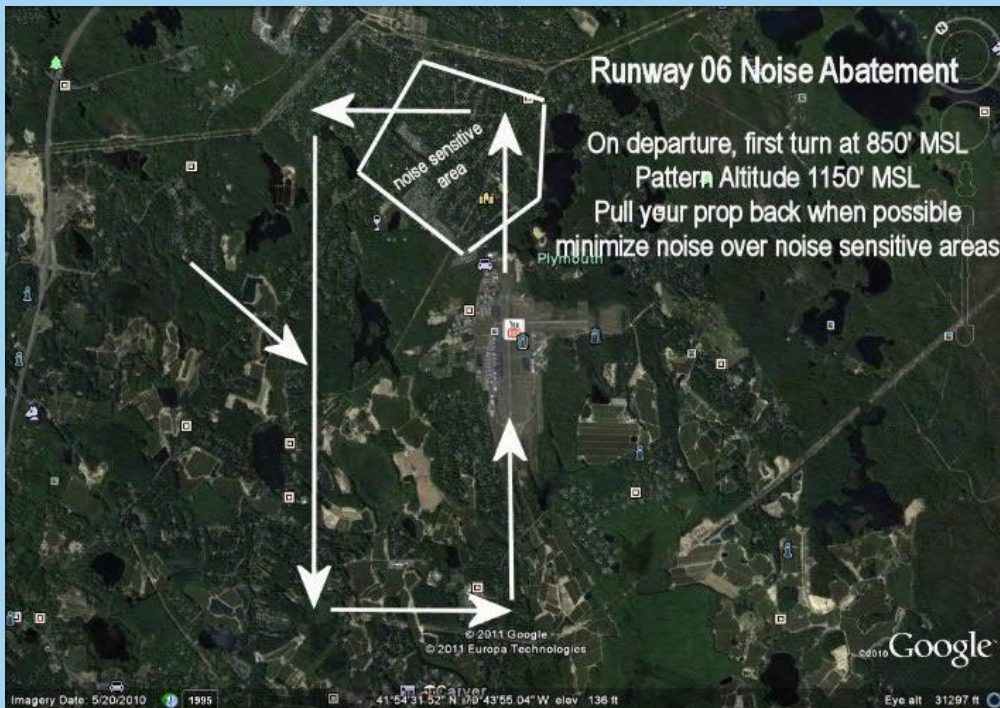 Runway 06 Noise Abatement
On departure, first turn at 850' MSL
Pattern Altitude 1150' MSL
Pull your prop back when possible
minimize noise over noise sensitive areas
noise sensitive
area
Plymouth
© 2011 Google
© 2011 Europa Technologies
©2010 Google
Carver
Imagery Date: 5/20/2010 1995 41°54'31.52" N 70°43'55.04" W elev 136 ft Eye alt 31297 ft